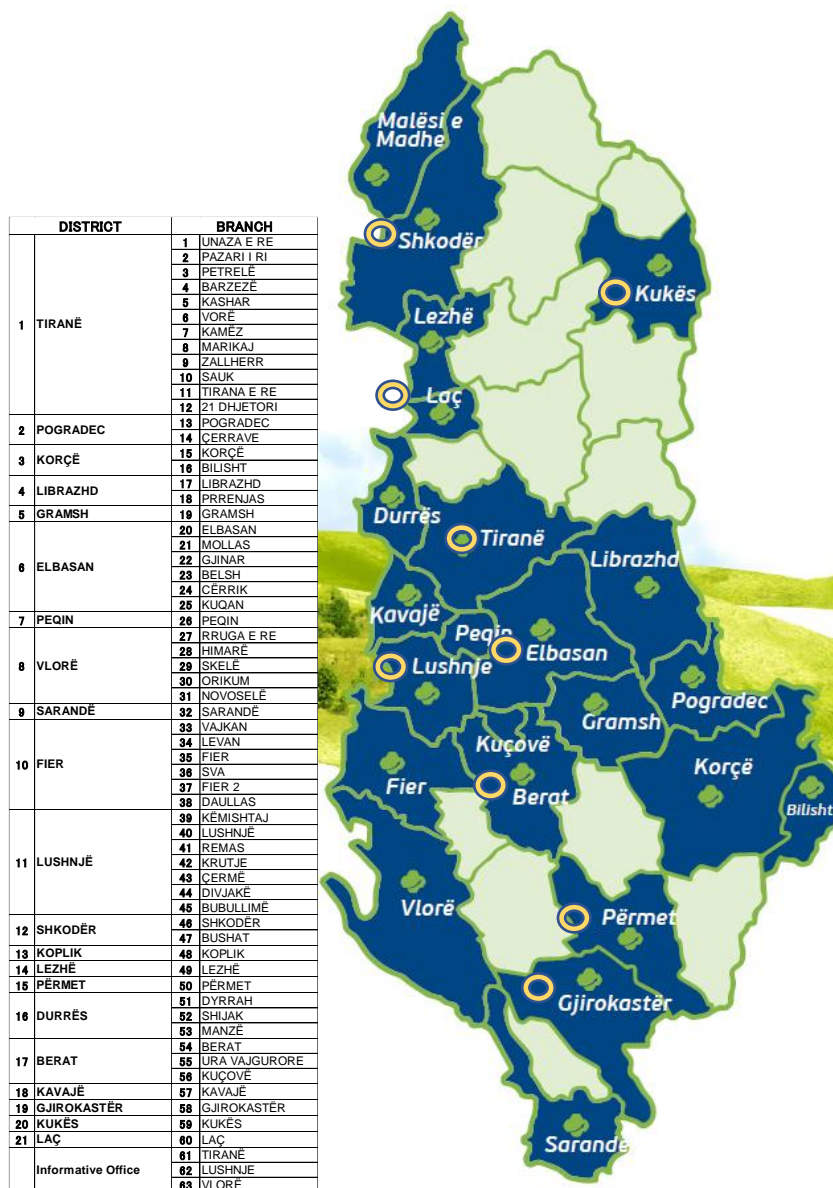 DISTRICT BRANCH
1 TIRANË
1 UNAZA E RE
2 PAZARI I RI
3 PETRELË
4 BARZEZË
5 KASHAR
6 VORË
7 KAMËZ
8 MARIKAJ
9 ZALLHERR
10 SAUK
11 TIRANA E RE
12 21 DHJETORI
2 POGRADEC
13 POGRADEC
14 ÇERRAVE
3 KORÇË
15 KORÇË
16 BILISHT
4 LIBRAZHD
17 LIBRAZHD
18 PRRENJAS
5 GRAMSH
19 GRAMSH
6 ELBASAN
20 ELBASAN
21 MOLLAS
22 GJINAR
23 BELSH
24 CËRRIK
25 KUQAN
7 PEQIN
26 PEQIN
8 VLORË
27 RRUGA E RE
28 HIMARË
29 SKELË
30 ORIKUM
31 NOVOSELË
9 SARANDË
32 SARANDË
10 FIER
33 VAJKAN
34 LEVAN
35 FIER
36 SVA
37 FIER 2
38 DAULLAS
11 LUSHNJË
39 KËMISHTAJ
40 LUSHNJË
41 REMAS
42 KRUTJE
43 ÇERMË
44 DIVJAKË
45 BUBULLIMË
12 SHKODËR
46 SHKODËR
47 BUSHAT
13 KOPLIK
48 KOPLIK
14 LEZHË
49 LEZHË
15 PËRMET
50 PËRMET
16 DURRËS
51 DYRRAH
52 SHIJAK
53 MANZË
17 BERAT
54 BERAT
55 URA VAJGURORE
56 KUÇOVË
18 KAVAJË
57 KAVAJË
19 GJIROKASTËR
58 GJIROKASTËR
20 KUKËS
59 KUKËS
21 LAÇ
60 LAÇ
Informative Office
61 TIRANË
62 LUSHNJE
63 VLORË
Malësi e
Madhe
Shkodër
Kukës
Lezhë
Laç
Durrës
Tiranë
Librazhd
Kavajë
Peqin
Elbasan
Lushnje
Pogradec
Gramsh
Kuçovë
Korçë
Fier
Berat
Bilisht
Vlorë
Përmet
Gjirokastër
Sarandë